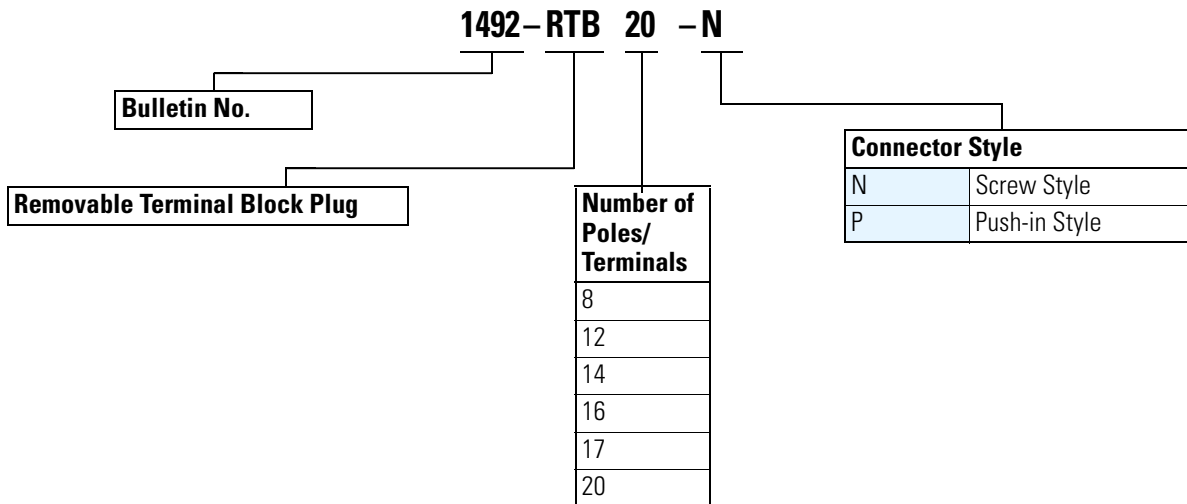 1492–RTB 20 –N
Bulletin No.
Removable Terminal Block Plug
Number of
Poles/
Terminals
8
12
14
16
17
20
Connector Style
N Screw Style
P Push-in Style